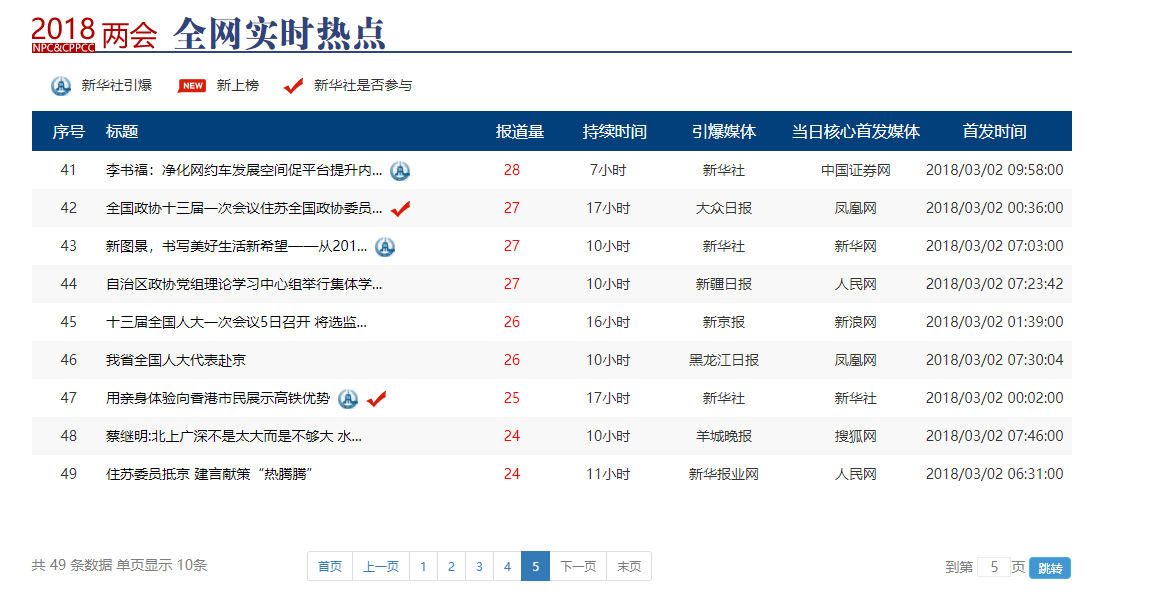 2018 两会 全网实时热点
NPC&CPPCC
新华社引爆 NEW 新上榜 新华社是否参与
序号 标题 报道量 持续时间 引爆媒体 当日核心首发媒体 首发时间
41 李书福：净化网约车发展空间促平台提升内... 28 7小时 新华社 中国证券网 2018/03/02 09:58:00
42 全国政协十三届一次会议住苏全国政协委员... 27 17小时 大众日报 凤凰网 2018/03/02 00:36:00
43 新图景，书写美好生活新希望——从201... 27 10小时 新华社 新华网 2018/03/02 07:03:00
44 自治区政协党组理论学习中心组举行集体学... 27 10小时 新疆日报 人民网 2018/03/02 07:23:42
45 十三届全国人大一次会议5日召开 将选监... 26 16小时 新京报 新浪网 2018/03/02 01:39:00
46 我省全国人大代表赴京 26 10小时 黑龙江日报 凤凰网 2018/03/02 07:30:04
47 用亲身体验向香港市民展示高铁优势 25 17小时 新华社 新华社 2018/03/02 00:02:00
48 蔡继明:北上广深不是太大而是不够大 水... 24 10小时 羊城晚报 搜狐网 2018/03/02 07:46:00
49 住苏委员抵京 建言献策“热腾腾” 24 11小时 新华报业网 人民网 2018/03/02 06:31:00
共 49 条数据 单页显示 10条 首页 上一页 1 2 3 4 5 下一页 末页 到第 5 页 跳转